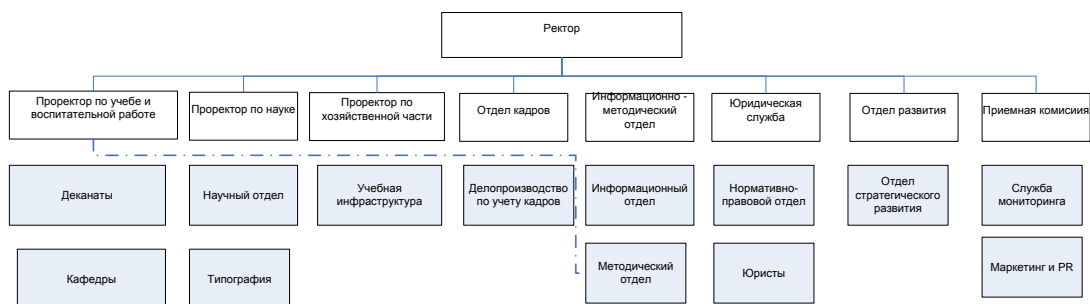 Ректор
Проректор по учебе и
воспитательной работе
Проректор по науке
Проректор по
хозяйственной части
Отдел кадров
Информационно -
методический отдел
Юридическая
служба
Отдел развития
Приемная комисиия
Деканаты
Научный отдел
Учебная
инфраструктура
Делопроизводство
по учету кадров
Информационный
отдел
Нормативно-
правовой отдел
Отдел
стратегического
развития
Служба
мониторинга
Кафедры
Типография
Методический
отдел
Юристы
Маркетинг и PR